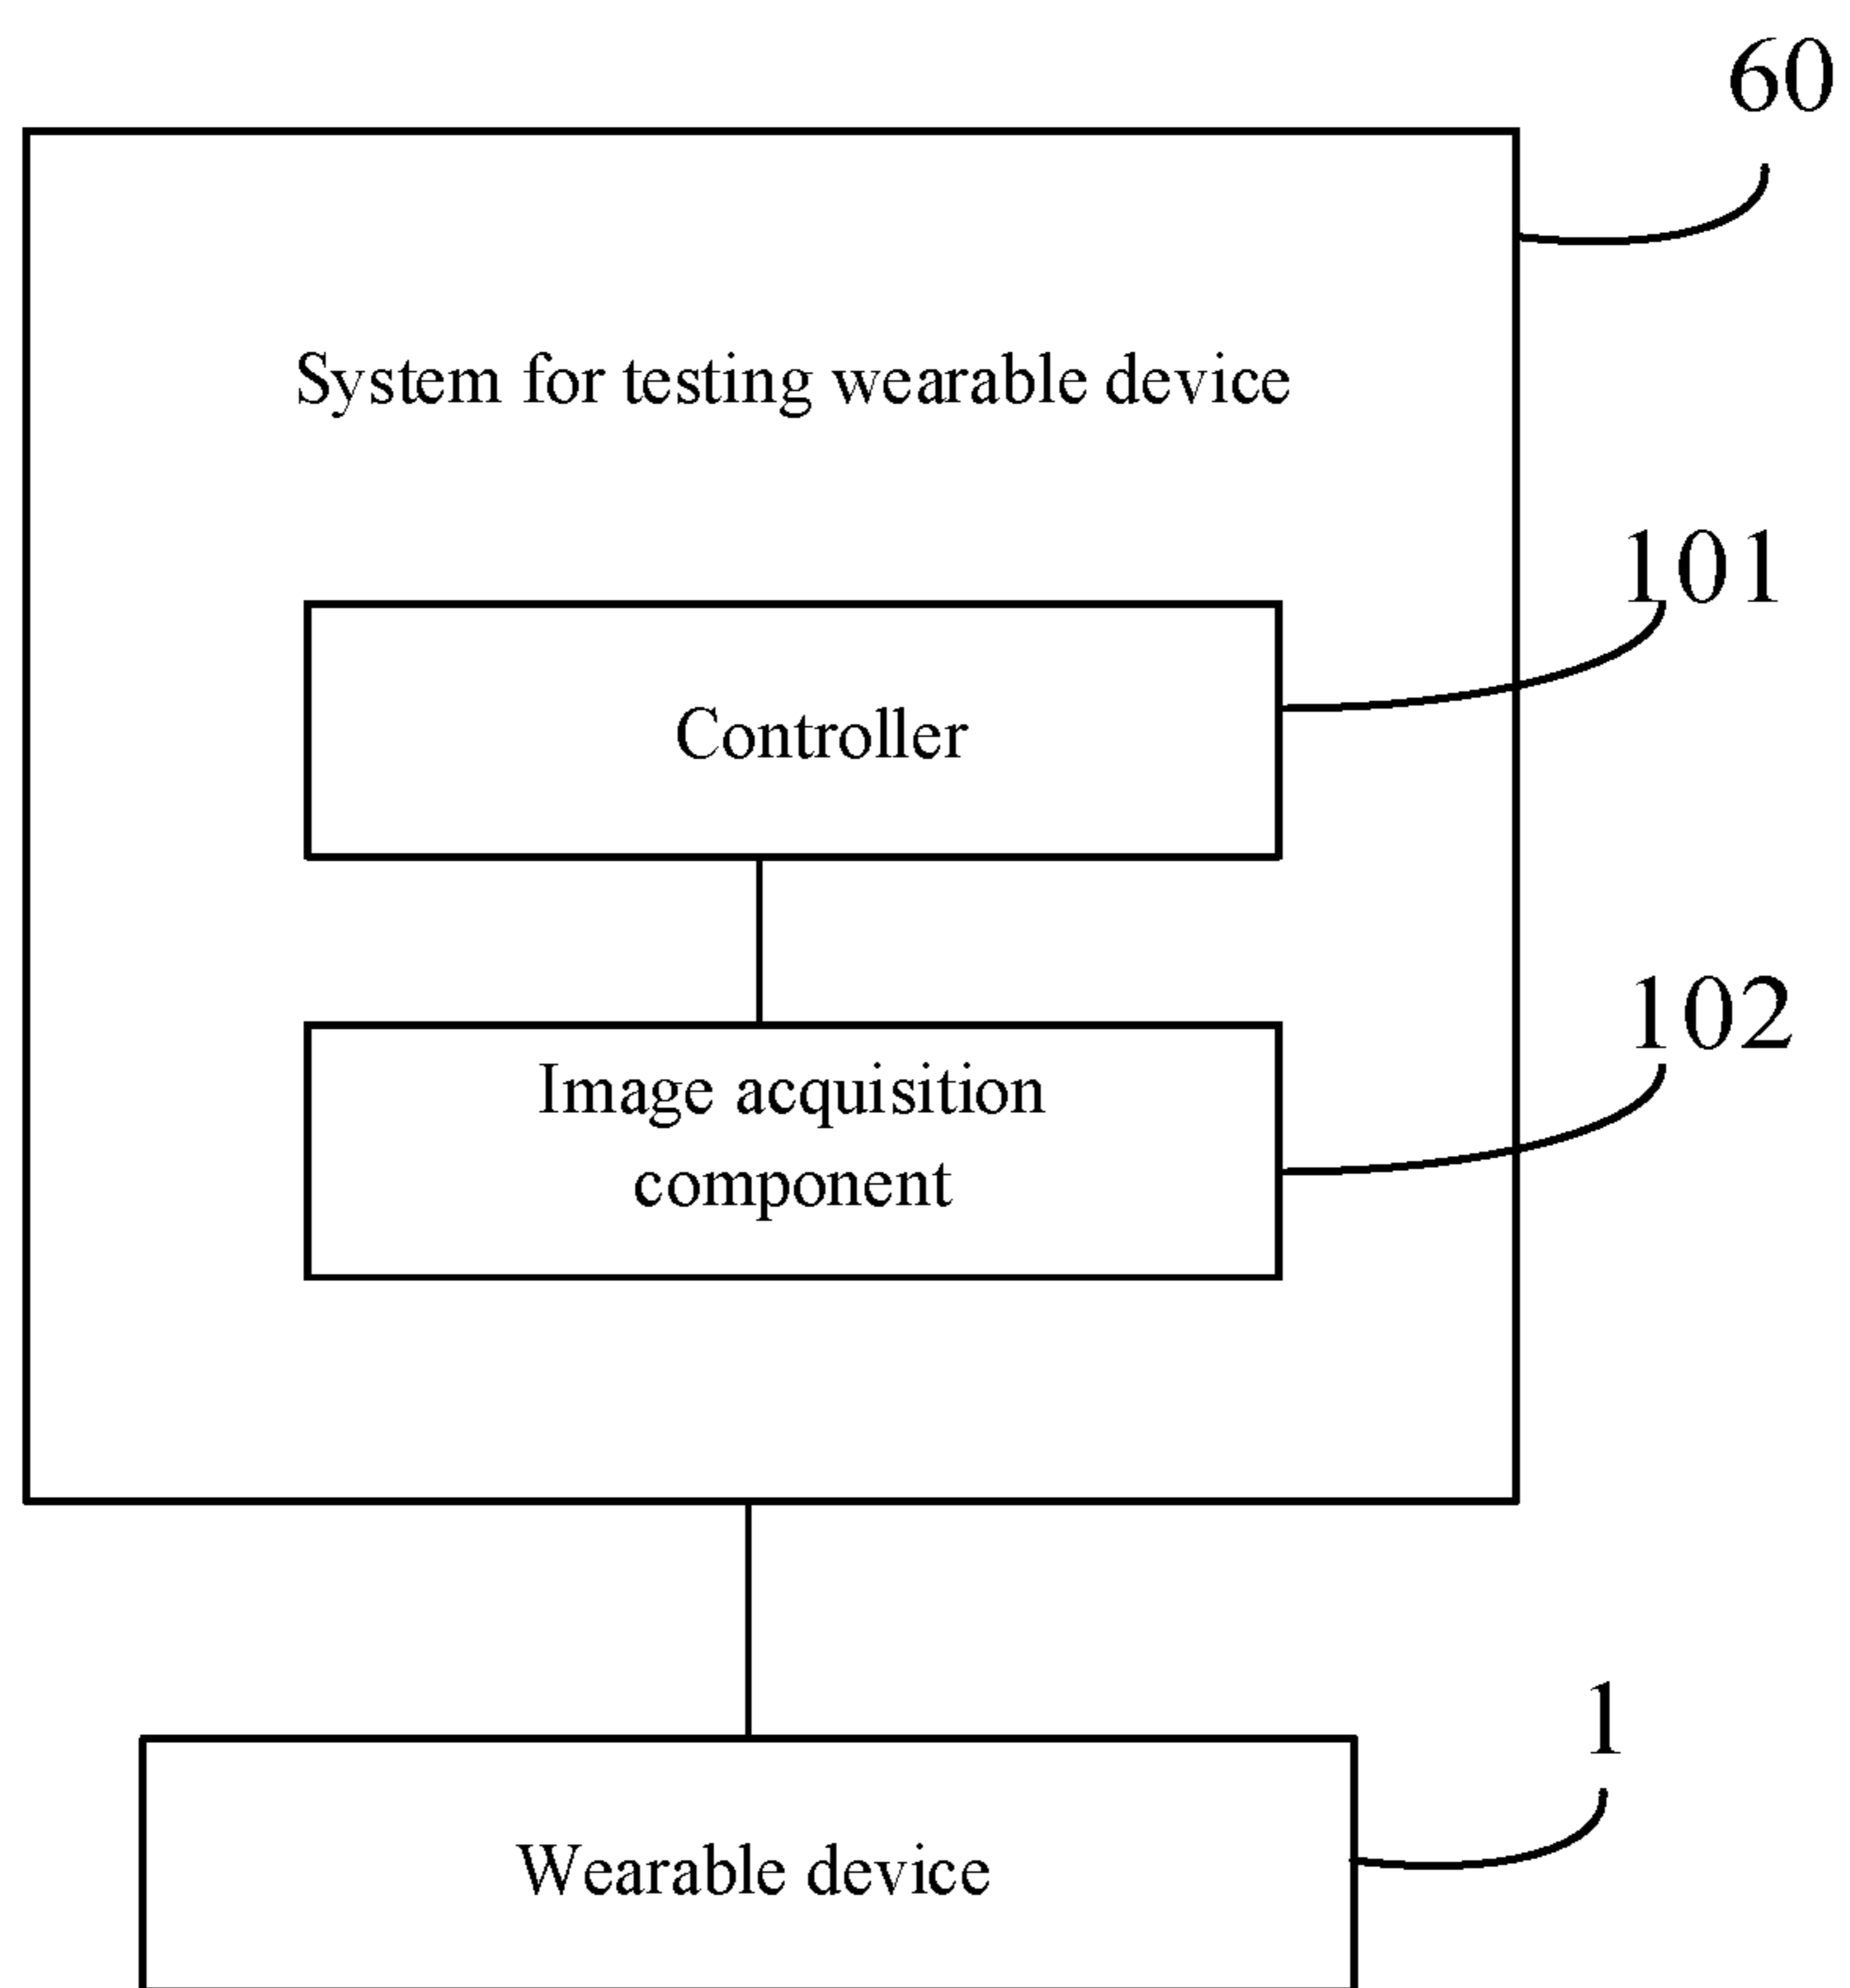 60
System for testing wearable device
101
Controller
102
Image acquisition
component
1
Wearable device